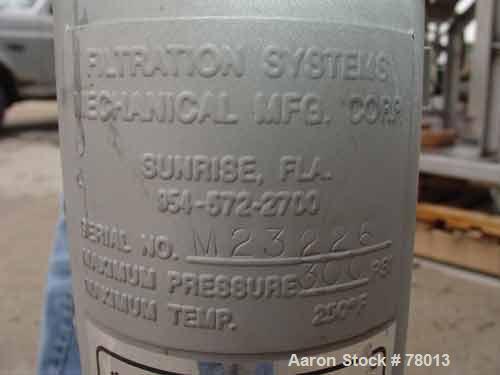 FILTRATION SYSTEMS
MECHANICAL MFG. CORP.
SUNRISE, FLA.
954-572-2700
SERIAL NO. M23226
MAXIMUM PRESSURE 300 PSI
MAXIMUM TEMP. 250°F
Aaron Stock # 78013